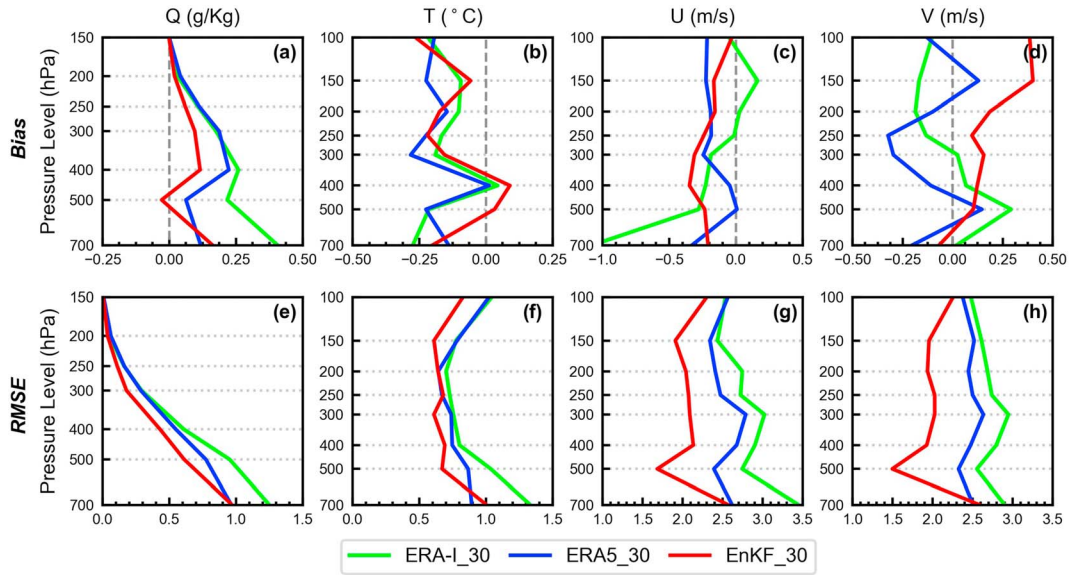 Q (g/Kg) T (°C) U (m/s) V (m/s)
Bias
Pressure Level (hPa)
150 200 250 300 400 500 700
(a)
−0.25 0.00 0.25 0.50
100 150 200 250 300 400 500 700
(b)
−0.50 −0.25 0.00 0.25
100 150 200 250 300 400 500 700
(c)
−1.0 −0.5 0.0 0.5
100 150 200 250 300 400 500 700
(d)
−0.50 −0.25 0.00 0.25 0.50
RMSE
Pressure Level (hPa)
150 200 250 300 400 500 700
(e)
0.0 0.5 1.0 1.5
100 150 200 250 300 400 500 700
(f)
0.0 0.5 1.0 1.5
100 150 200 250 300 400 500 700
(g)
1.0 1.5 2.0 2.5 3.0 3.5
100 150 200 250 300 400 500 700
(h)
1.0 1.5 2.0 2.5 3.0 3.5
ERA-I_30 ERA5_30 EnKF_30